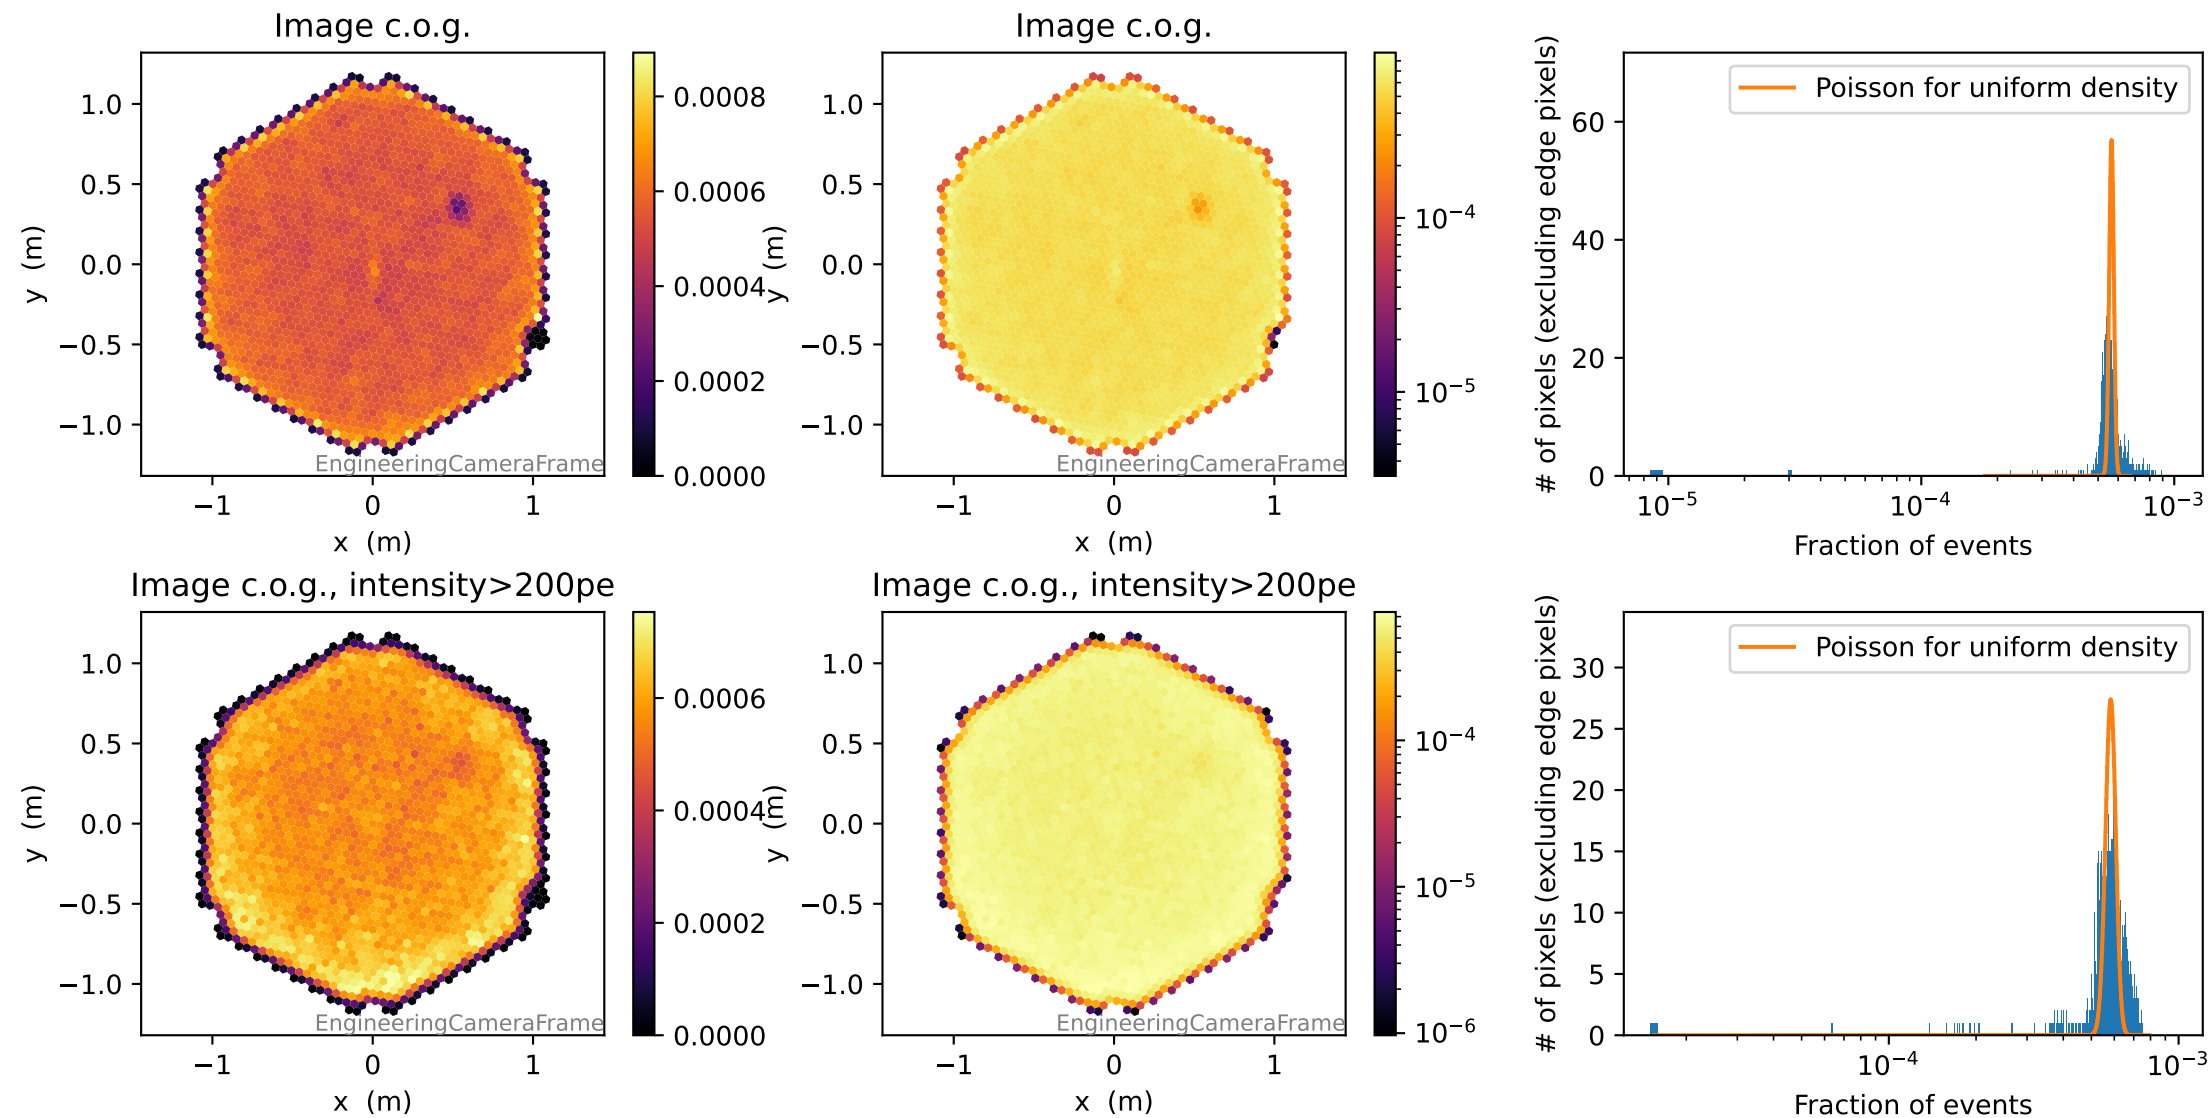 Image c.o.g.
1.0
0.5
0.0
−0.5
−1.0
y (m)
−1 0 1
x (m)
EngineeringCameraFrame
0.0008
0.0006
0.0004
0.0002
0.0000
Image c.o.g.
1.0
0.5
0.0
−0.5
−1.0
y (m)
−1 0 1
x (m)
EngineeringCameraFrame
10⁻⁴
10⁻⁵
Poisson for uniform density
# of pixels (excluding edge pixels)
60
40
20
0
10⁻⁵ 10⁻⁴ 10⁻³
Fraction of events
Image c.o.g., intensity>200pe
1.0
0.5
0.0
−0.5
−1.0
y (m)
−1 0 1
x (m)
EngineeringCameraFrame
0.0006
0.0004
0.0002
0.0000
Image c.o.g., intensity>200pe
1.0
0.5
0.0
−0.5
−1.0
y (m)
−1 0 1
x (m)
EngineeringCameraFrame
10⁻⁴
10⁻⁵
10⁻⁶
Poisson for uniform density
# of pixels (excluding edge pixels)
30
25
20
15
10
5
0
10⁻⁴ 10⁻³
Fraction of events